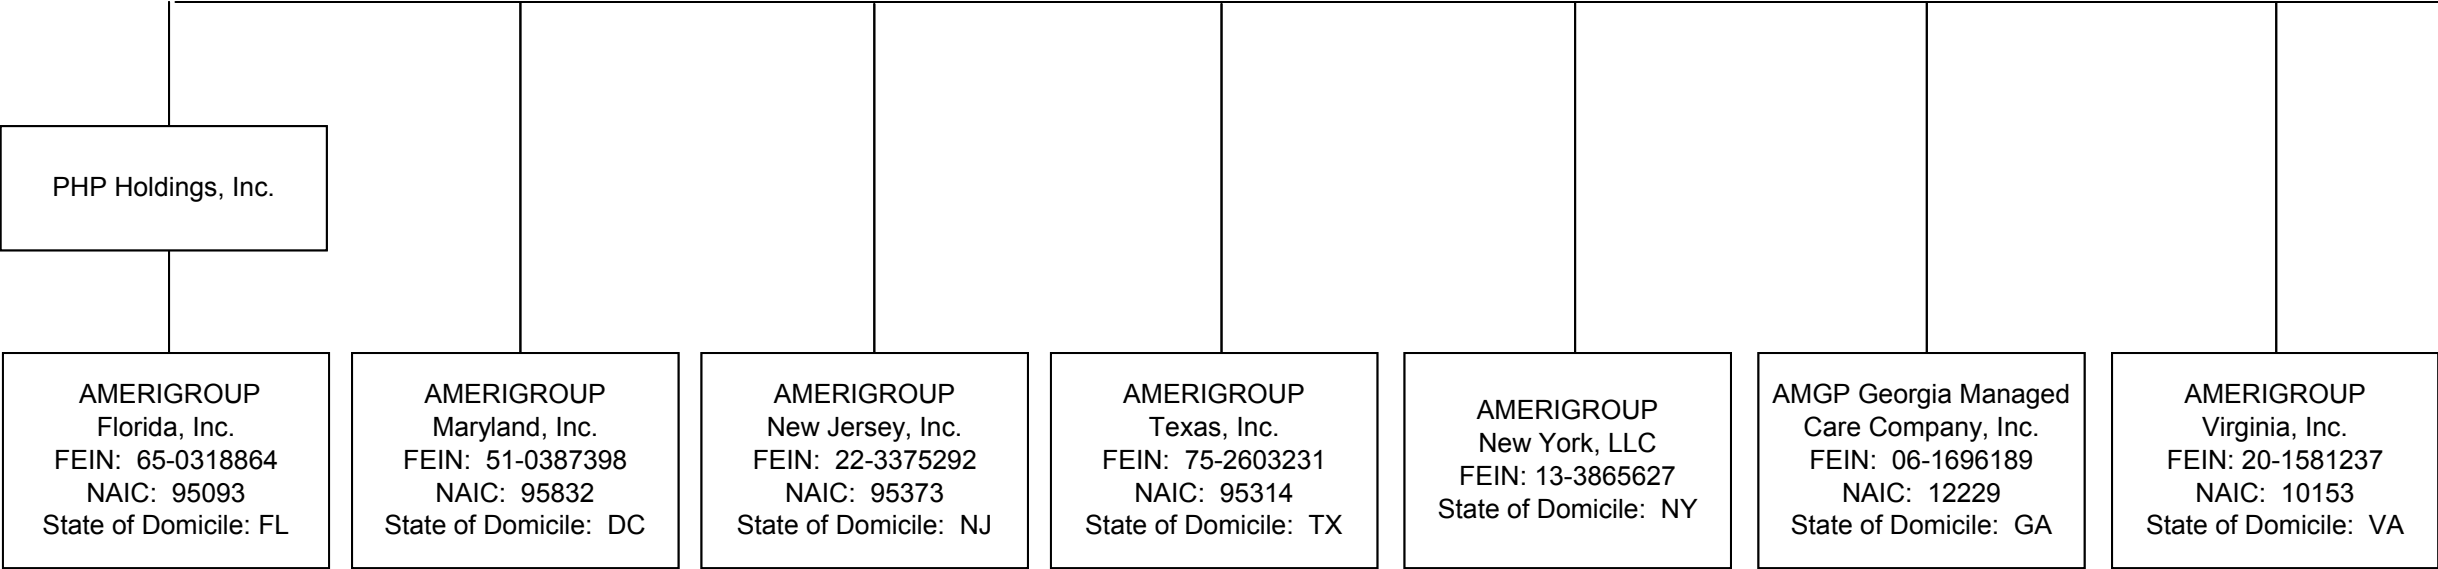 PHP Holdings, Inc.
AMERIGROUP
Florida, Inc.
FEIN: 65-0318864
NAIC: 95093
State of Domicile: FL
AMERIGROUP
Maryland, Inc.
FEIN: 51-0387398
NAIC: 95832
State of Domicile: DC
AMERIGROUP
New Jersey, Inc.
FEIN: 22-3375292
NAIC: 95373
State of Domicile: NJ
AMERIGROUP
Texas, Inc.
FEIN: 75-2603231
NAIC: 95314
State of Domicile: TX
AMERIGROUP
New York, LLC
FEIN: 13-3865627
State of Domicile: NY
AMGP Georgia Managed
Care Company, Inc.
FEIN: 06-1696189
NAIC: 12229
State of Domicile: GA
AMERIGROUP
Virginia, Inc.
FEIN: 20-1581237
NAIC: 10153
State of Domicile: VA